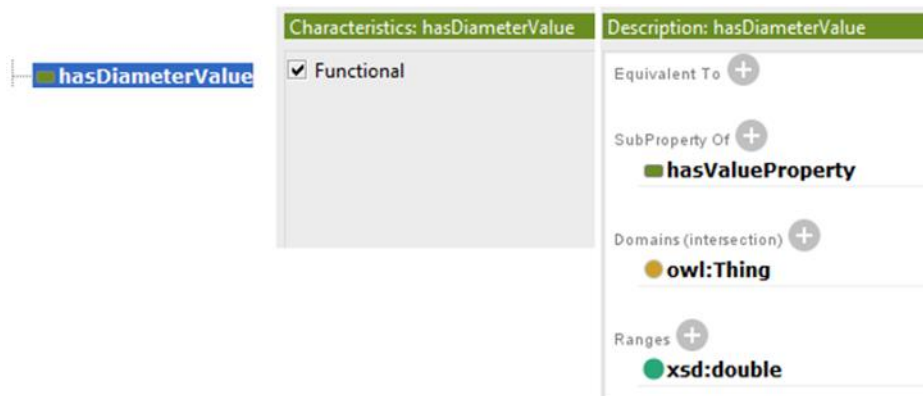 hasDiameterValue
Characteristics: hasDiameterValue
Functional
Description: hasDiameterValue
Equivalent To
SubProperty Of
hasValueProperty
Domains (intersection)
owl:Thing
Ranges
xsd:double